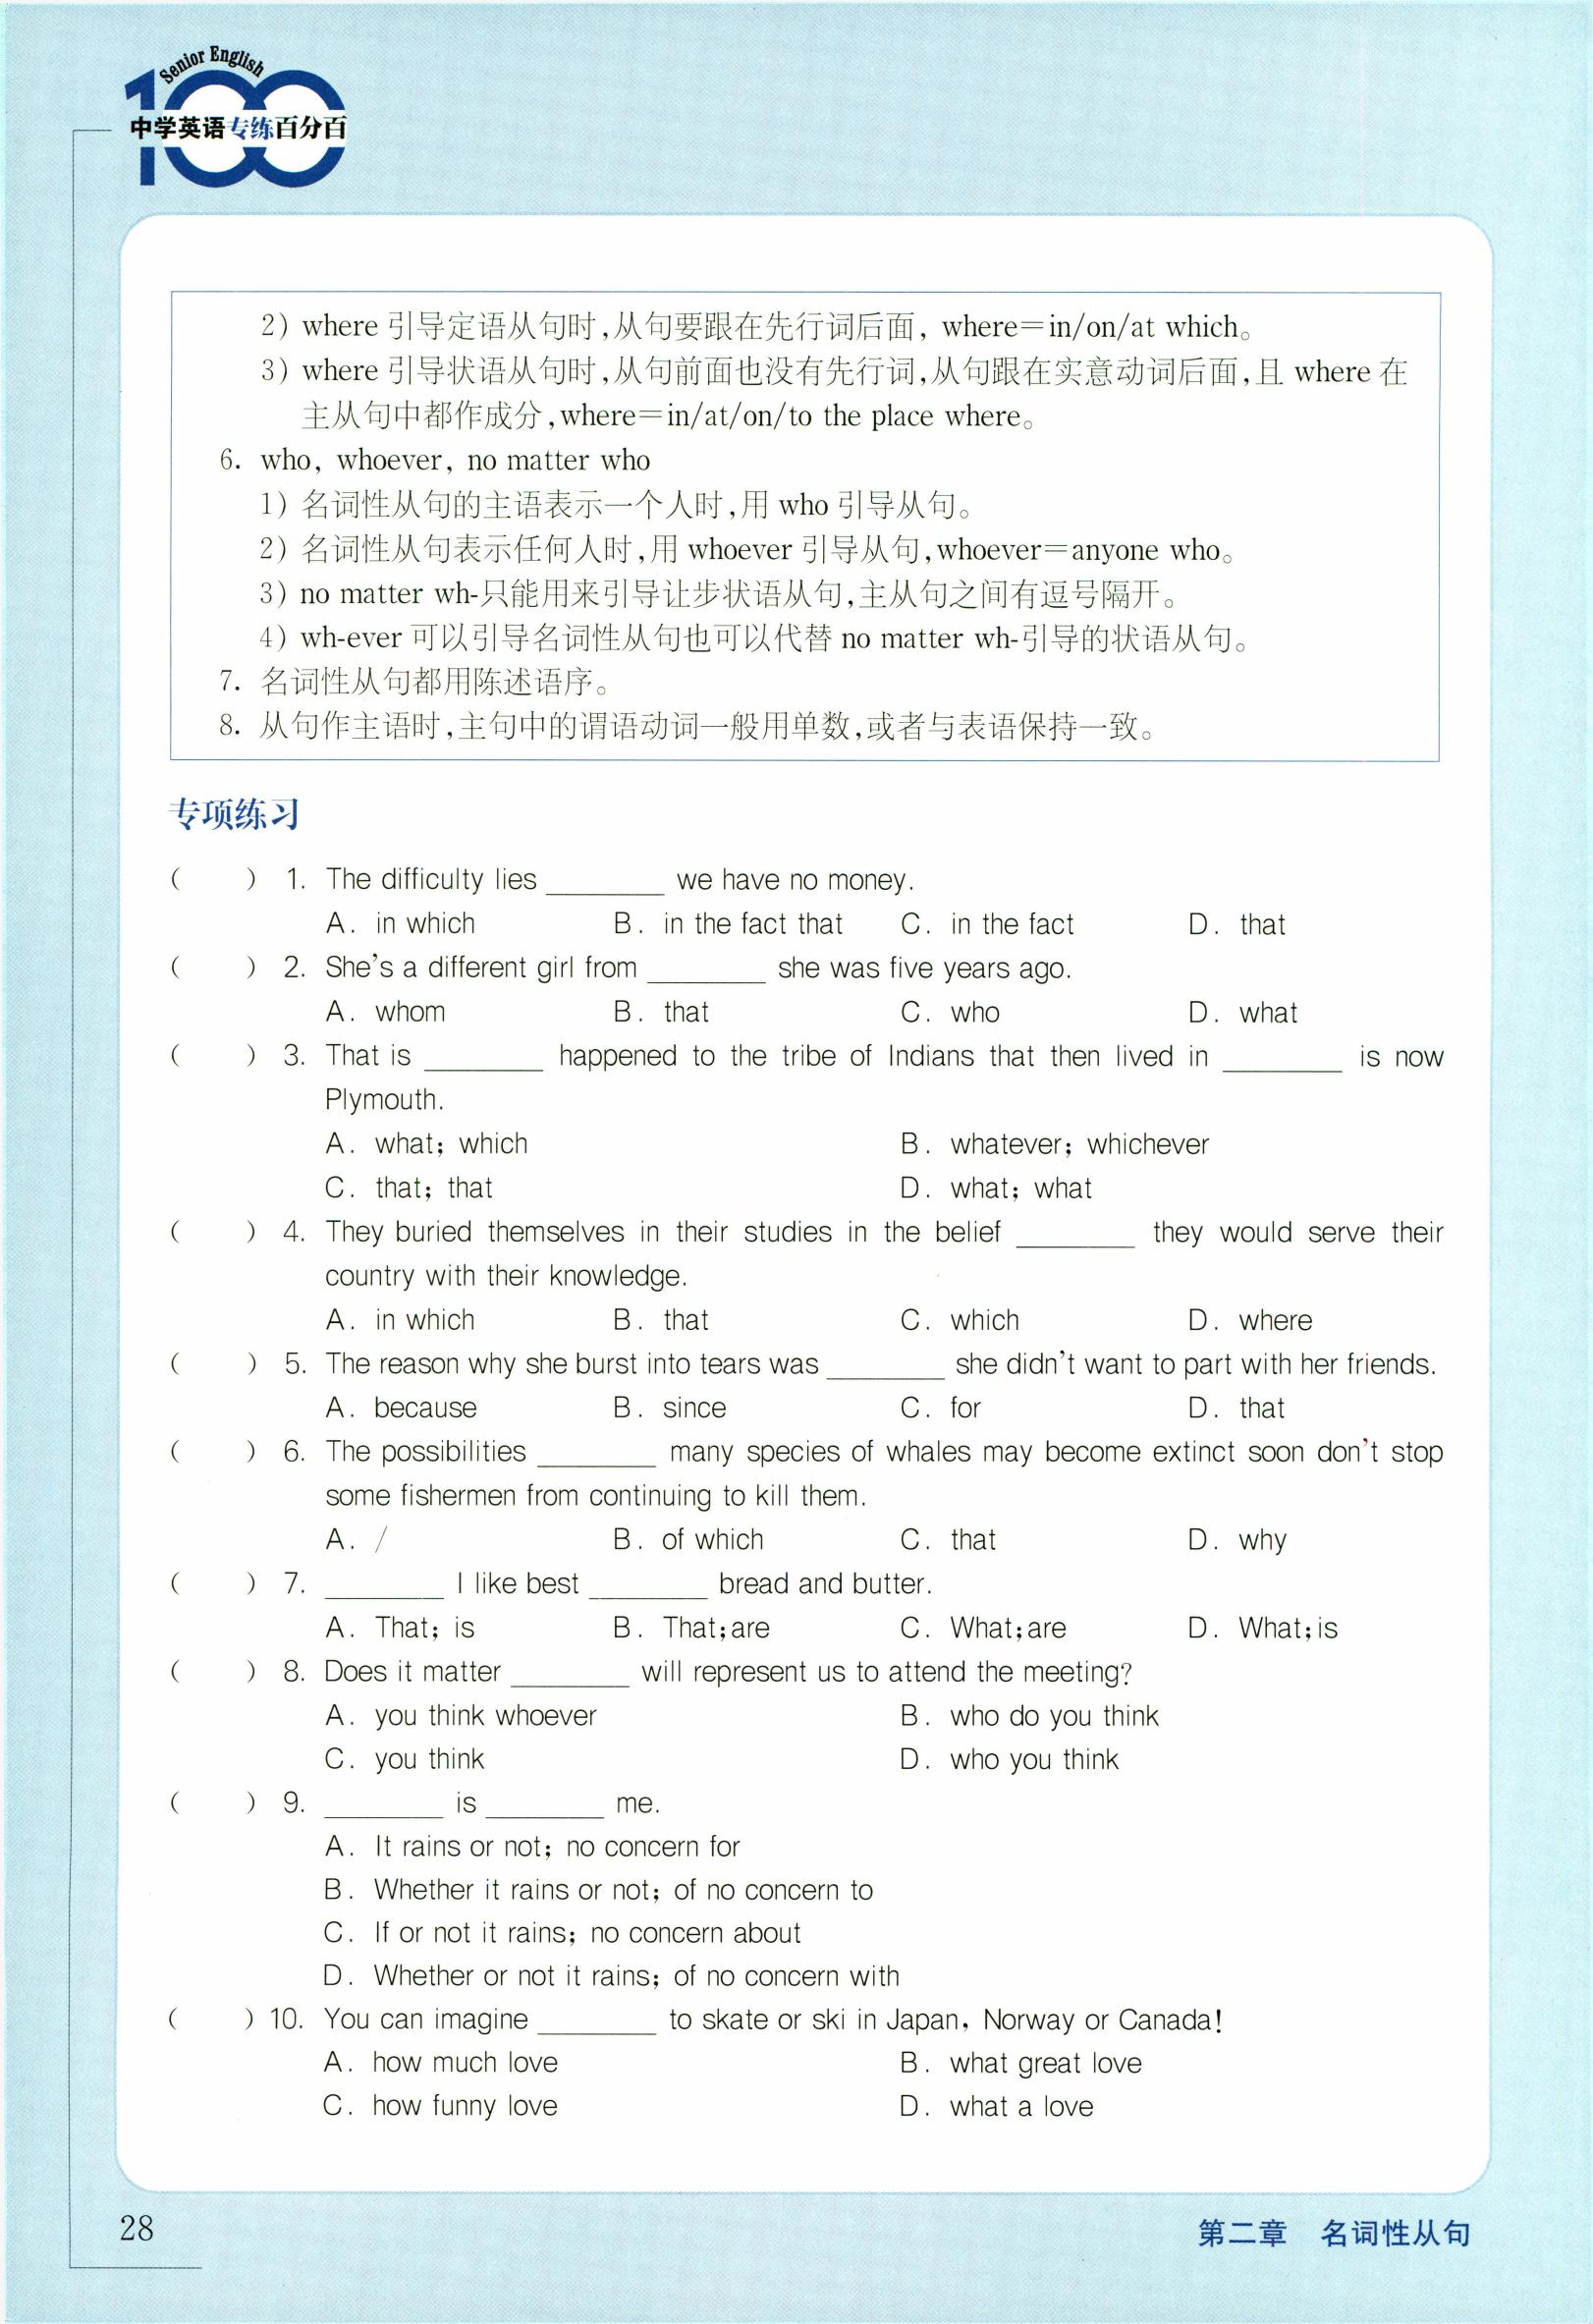 Senior English
100
中学英语专练百分百
2) where 引导定语从句时,从句要跟在先行词后面, where=in/on/at which。
3) where 引导状语从句时,从句前面也没有先行词,从句跟在实意动词后面,且 where 在
主从句中都作成分,where=in/at/on/to the place where。
6. who, whoever, no matter who
1) 名词性从句的主语表示一个人时,用 who 引导从句。
2) 名词性从句表示任何人时,用 whoever 引导从句,whoever=anyone who。
3) no matter wh-只能用来引导让步状语从句,主从句之间有逗号隔开。
4) wh-ever 可以引导名词性从句也可以代替 no matter wh-引导的状语从句。
7. 名词性从句都用陈述语序。
8. 从句作主语时,主句中的谓语动词一般用单数,或者与表语保持一致。
专项练习
( ) 1. The difficulty lies ________ we have no money.
A. in which B. in the fact that C. in the fact D. that
( ) 2. She's a different girl from ________ she was five years ago.
A. whom B. that C. who D. what
( ) 3. That is ________ happened to the tribe of Indians that then lived in ________ is now
Plymouth.
A. what; which B. whatever; whichever
C. that; that D. what; what
( ) 4. They buried themselves in their studies in the belief ________ they would serve their
country with their knowledge.
A. in which B. that C. which D. where
( ) 5. The reason why she burst into tears was ________ she didn't want to part with her friends.
A. because B. since C. for D. that
( ) 6. The possibilities ________ many species of whales may become extinct soon don't stop
some fishermen from continuing to kill them.
A. / B. of which C. that D. why
( ) 7. ________ I like best ________ bread and butter.
A. That; is B. That;are C. What;are D. What;is
( ) 8. Does it matter ________ will represent us to attend the meeting?
A. you think whoever B. who do you think
C. you think D. who you think
( ) 9. ________ is ________ me.
A. It rains or not; no concern for
B. Whether it rains or not; of no concern to
C. If or not it rains; no concern about
D. Whether or not it rains; of no concern with
( ) 10. You can imagine ________ to skate or ski in Japan, Norway or Canada!
A. how much love B. what great love
C. how funny love D. what a love
28
第二章 名词性从句